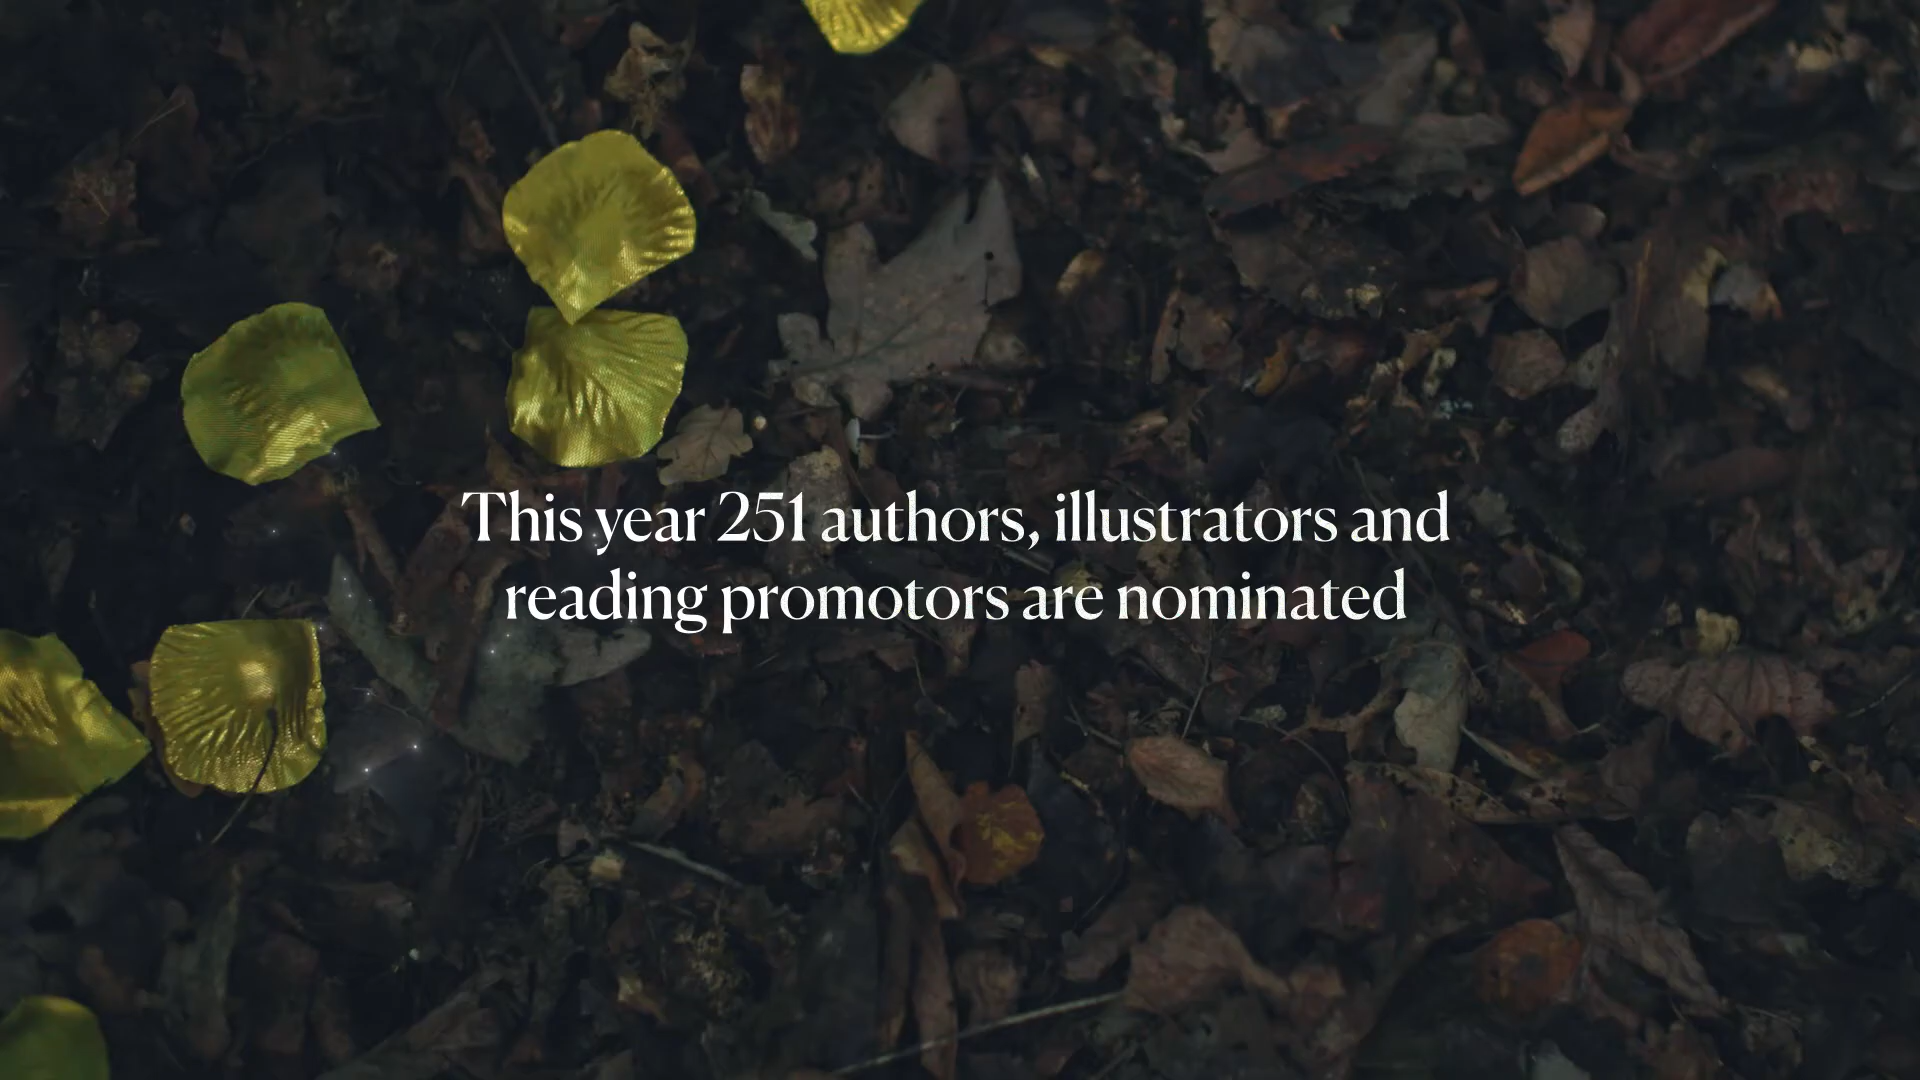 This year 251 authors, illustrators and
reading promotors are nominated